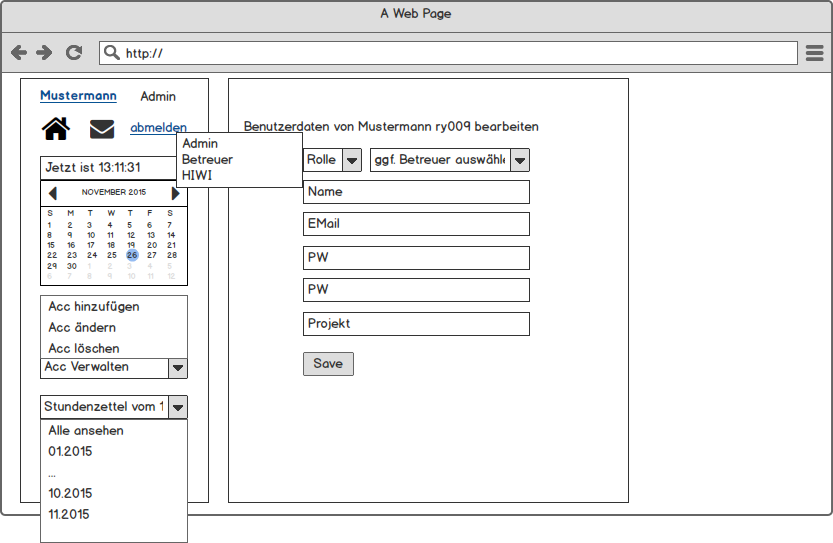 A Web Page
http://
Mustermann Admin
abmelden
Admin
Betreuer
HIWI
Jetzt ist 13:11:31
NOVEMBER 2015
S M T W T F S
1 2 3 4 5 6 7
8 9 10 11 12 13 14
15 16 17 18 19 20 21
22 23 24 25 26 27 28
29 30 1 2 3 4 5
6 7 8 9 10 11 12
Acc hinzufügen
Acc ändern
Acc löschen
Acc Verwalten
Stundenzettel vom 1
Alle ansehen
01.2015
...
10.2015
11.2015
Benutzerdaten von Mustermann ry009 bearbeiten
Rolle ggf. Betreuer auswähle
Name
EMail
PW
PW
Projekt
Save